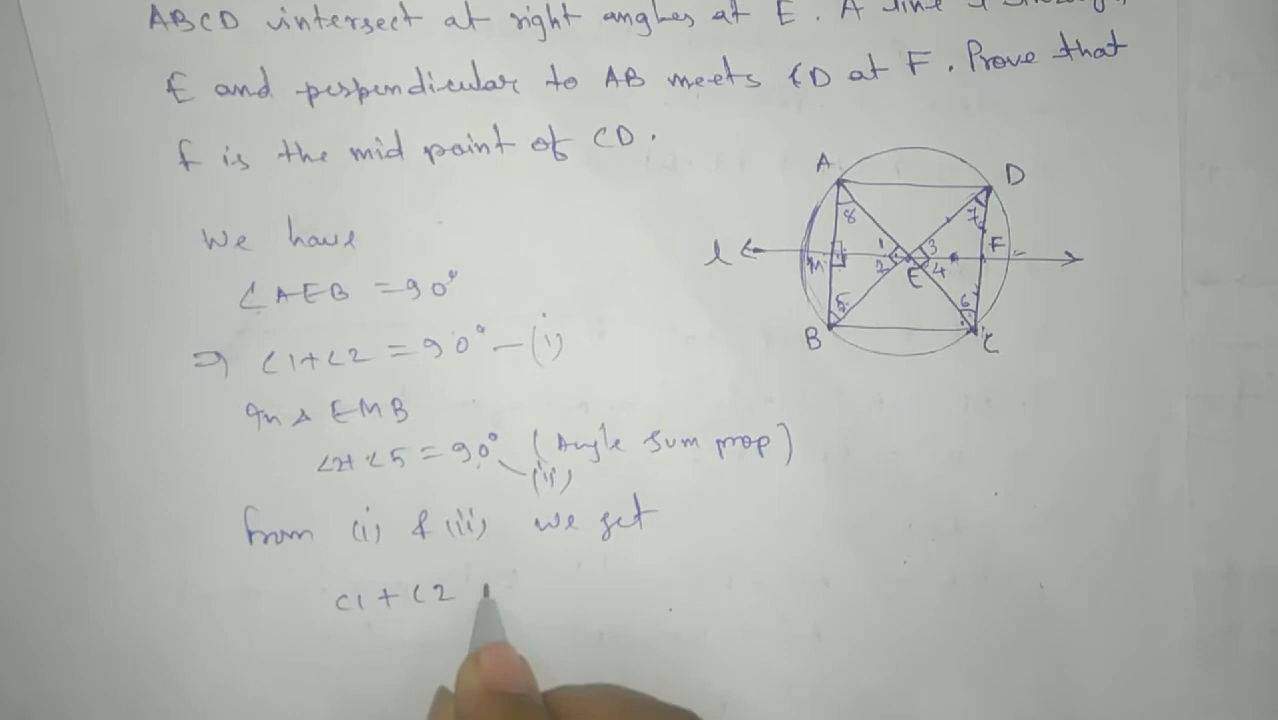 ABCD intersect at right angles at E. A line l
E and perpendicular to AB meets CD at F. Prove that
f is the mid point of CD.
A
D
8
7
We have
l
M
1
2
3
4
F
E
∠AEB = 90°
5
6
B
C
⇒ ∠1+∠2 = 90° – (i)
In △ EMB
∠2+∠5 = 90° (Angle sum prop)
(ii)
from (i) & (ii) we get
∠1 + ∠2